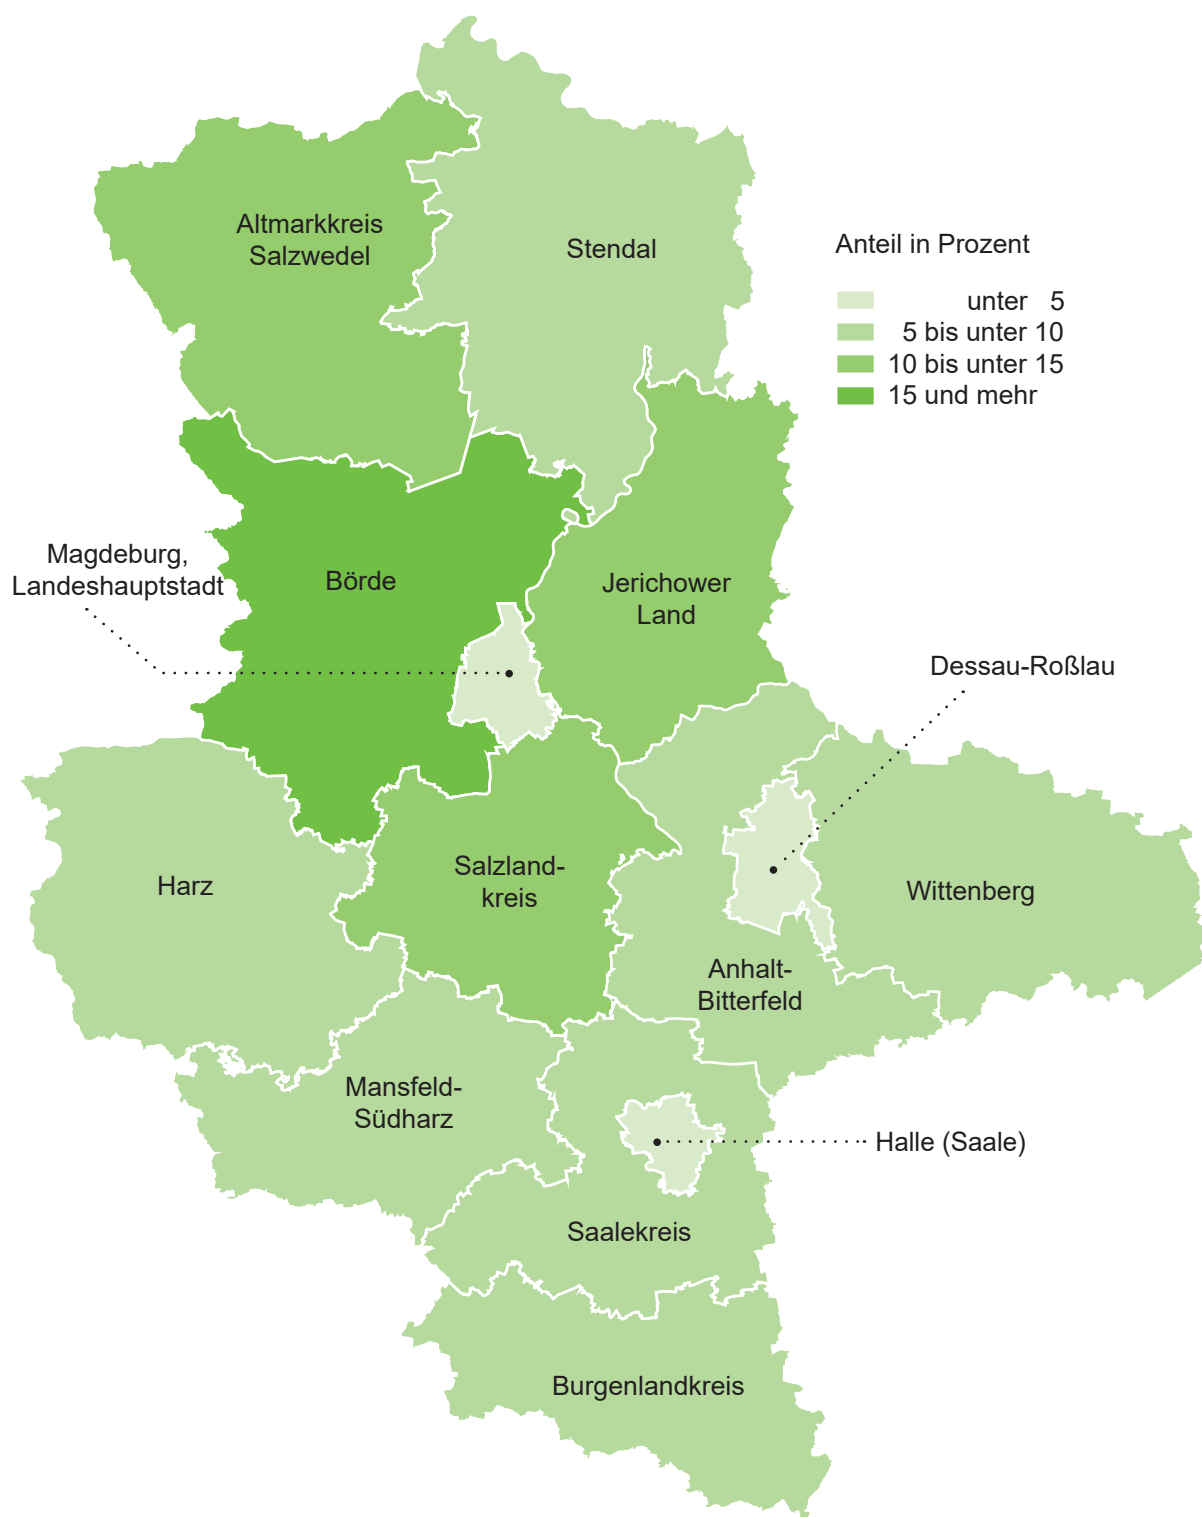 Altmarkkreis
Salzwedel
Stendal
Anteil in Prozent
unter 5
5 bis unter 10
10 bis unter 15
15 und mehr
Magdeburg,
Landeshauptstadt
Börde
Jerichower
Land
Dessau-Roßlau
Harz
Salzland-
kreis
Wittenberg
Anhalt-
Bitterfeld
Mansfeld-
Südharz
Halle (Saale)
Saalekreis
Burgenlandkreis